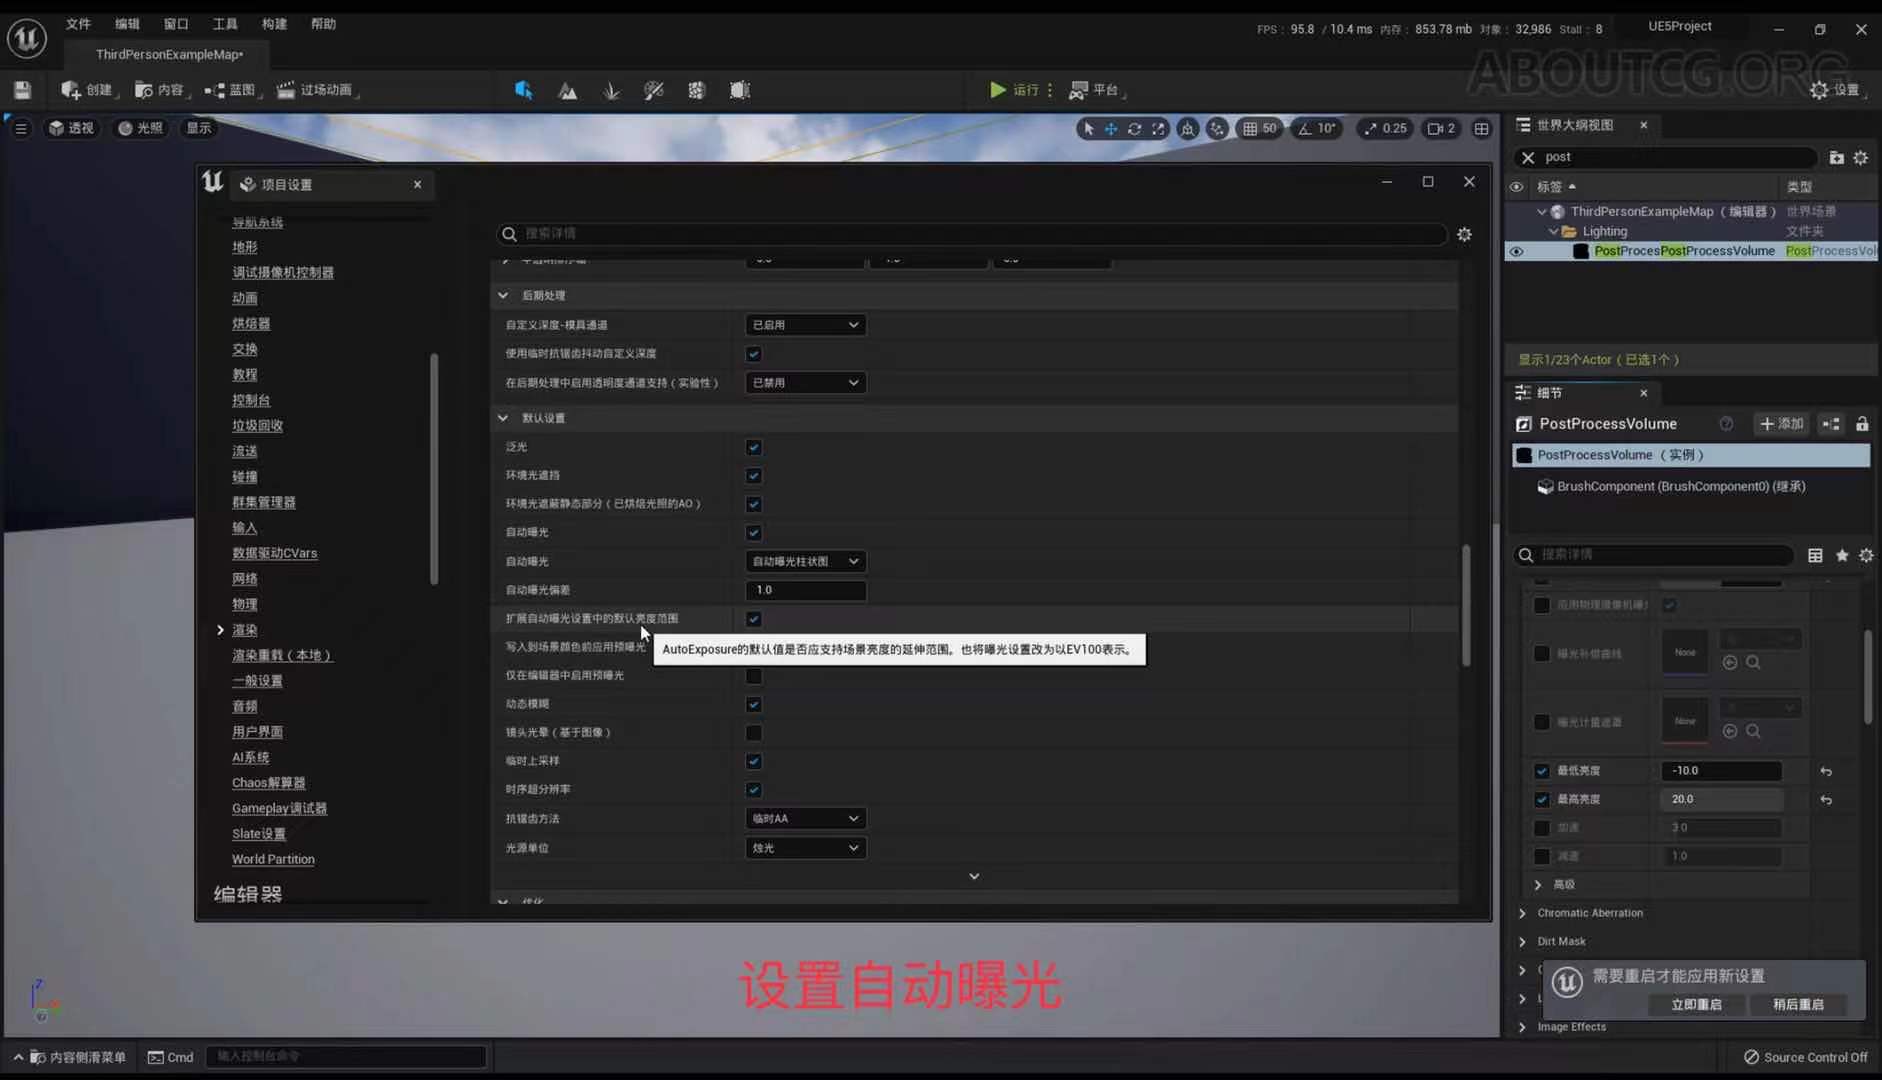 文件 编辑 窗口 工具 构建 帮助
FPS： 95.8 / 10.4 ms 内存： 853.78 mb 对象： 32,986 Stall： 8
UE5Project
ThirdPersonExampleMap•
ABOUTCG.ORG
创建 内容 蓝图 过场动画 运行 平台 设置
透视 光照 显示
50 10° 0.25 2
世界大纲视图
post
标签 类型
ThirdPersonExampleMap（编辑器） 世界场景
Lighting 文件夹
PostProcesPostProcessVolume PostProcessVol
显示1/23个Actor（已选1个）
项目设置
搜索详情
导航系统
地形
调试摄像机控制器
动画
烘焙器
交换
教程
控制台
垃圾回收
流送
碰撞
群集管理器
输入
数据驱动CVars
网络
物理
渲染
渲染重载（本地）
一般设置
音频
用户界面
AI系统
Chaos解算器
Gameplay调试器
Slate设置
World Partition
编辑器
后期处理
自定义深度-模具通道 已启用
使用临时抗锯齿抖动自定义深度
在后期处理中启用透明度通道支持（实验性） 已禁用
默认设置
泛光
环境光遮挡
环境光遮蔽静态部分（已烘焙光照的AO）
自动曝光
自动曝光 自动曝光柱状图
自动曝光偏差 1.0
扩展自动曝光设置中的默认亮度范围
写入到场景颜色前应用预曝光
AutoExposure的默认值是否应支持场景亮度的延伸范围。也将曝光设置改为以EV100表示。
仅在编辑器中启用预曝光
动态模糊
镜头光晕（基于图像）
临时上采样
时序超分辨率
抗锯齿方法 临时AA
光源单位 烛光
优化
细节
PostProcessVolume 添加
PostProcessVolume（实例）
BrushComponent (BrushComponent0) (继承)
搜索详情
应用物理摄像机曝
曝光补偿曲线 None
曝光计量遮罩 None
最低亮度 -10.0
最高亮度 20.0
加速 3.0
减速 1.0
高级
Chromatic Aberration
Dirt Mask
需要重启才能应用新设置
立即重启 稍后重启
Image Effects
设置自动曝光
内容侧滑菜单 Cmd 输入控制台命令
Source Control Off